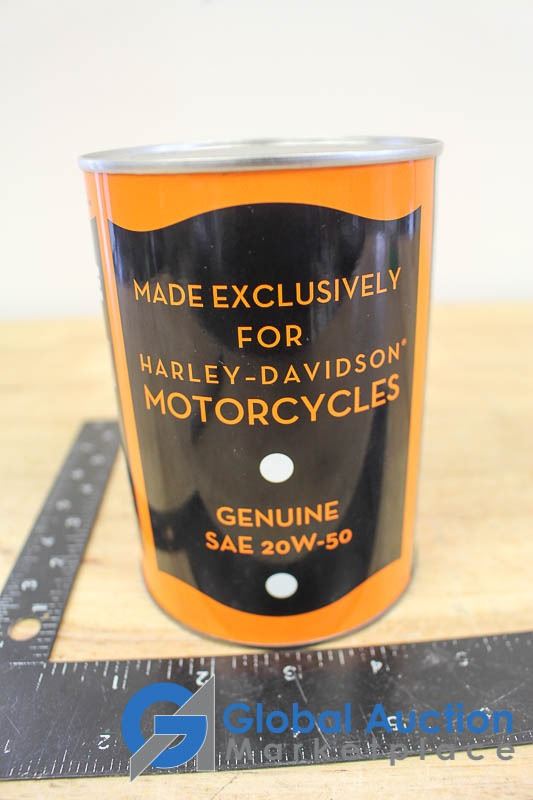 MADE EXCLUSIVELY
FOR
HARLEY-DAVIDSON®
MOTORCYCLES
GENUINE
SAE 20W-50
Global Auction
Marketplace